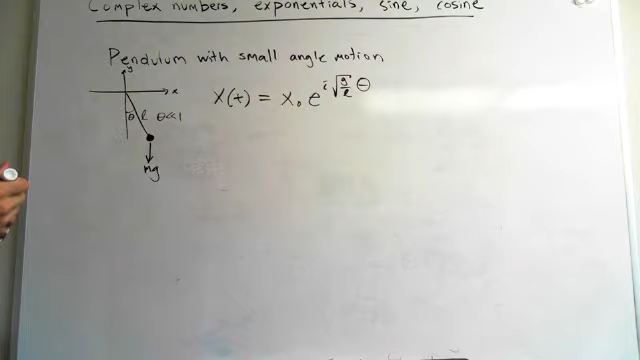 Complex numbers, exponentials, sine, cosine
Pendulum with small angle motion
y
x
θ l θ<<1
mg
X(t) = X₀ e^{i√(g/l) θ}